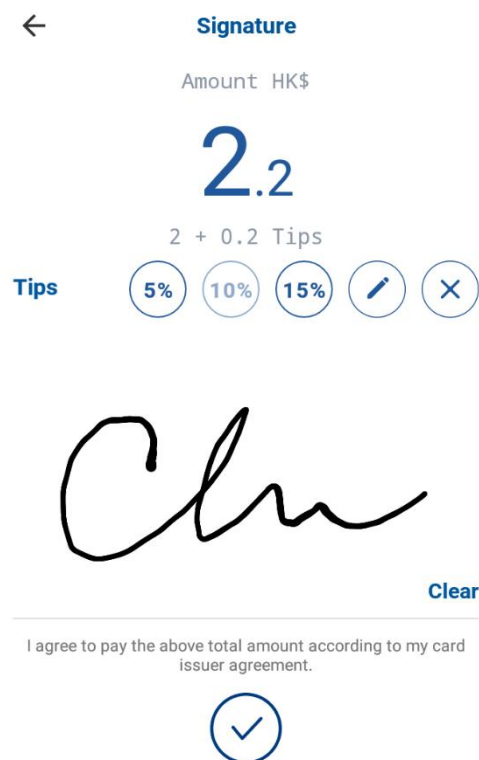 Signature
Amount HK$
2.2
2 + 0.2 Tips
Tips 5% 10% 15%
Clear
I agree to pay the above total amount according to my card
issuer agreement.